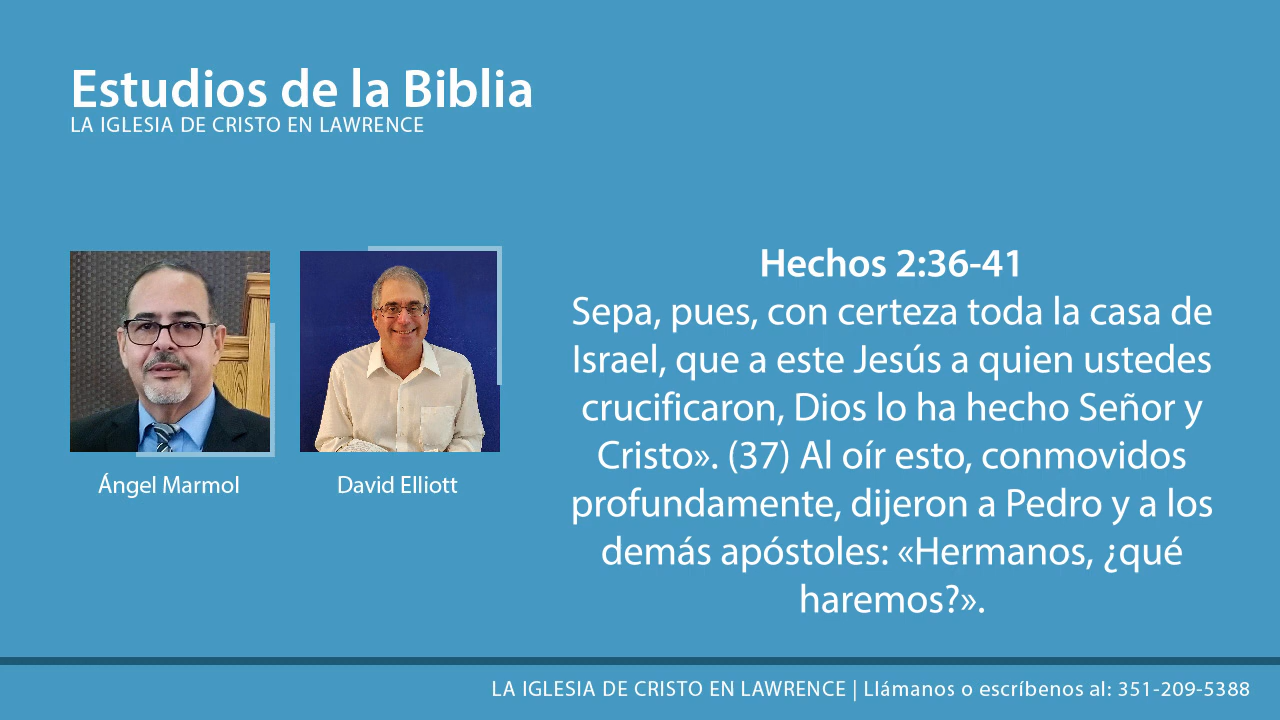 Estudios de la Biblia
LA IGLESIA DE CRISTO EN LAWRENCE
Ángel Marmol
David Elliott
Hechos 2:36-41
Sepa, pues, con certeza toda la casa de
Israel, que a este Jesús a quien ustedes
crucificaron, Dios lo ha hecho Señor y
Cristo». (37) Al oír esto, conmovidos
profundamente, dijeron a Pedro y a los
demás apóstoles: «Hermanos, ¿qué
haremos?».
LA IGLESIA DE CRISTO EN LAWRENCE | Llámanos o escríbenos al: 351-209-5388